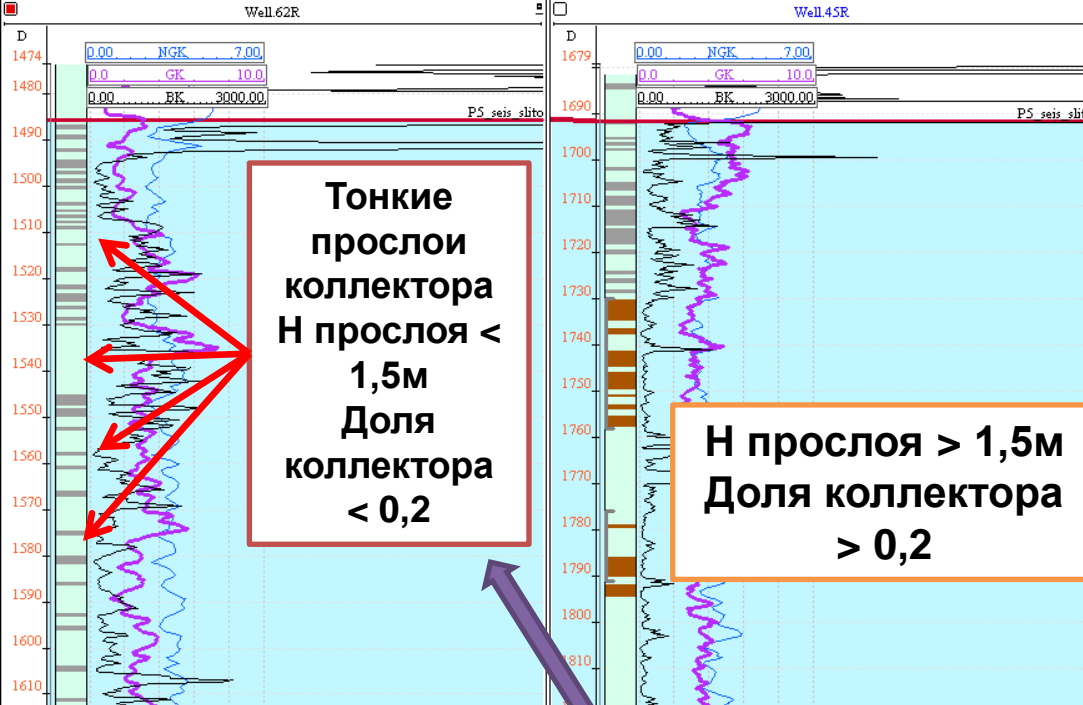 Well.62R
D
0.00 NGK 7.00
0.0 GK 10.0
0.00 BK 3000.00
P5_seis_slito
1474
1480
1490
1500
1510
1520
1530
1540
1550
1560
1570
1580
1590
1600
1610
Тонкие
прослои
коллектора
Н прослоя <
1,5м
Доля
коллектора
< 0,2
Well.45R
D
0.00 NGK 7.00
0.0 GK 10.0
0.00 BK 3000.00
P5_seis_slit
1679
1690
1700
1710
1720
1730
1740
1750
1760
1770
1780
1790
1800
1810
Н прослоя > 1,5м
Доля коллектора
> 0,2